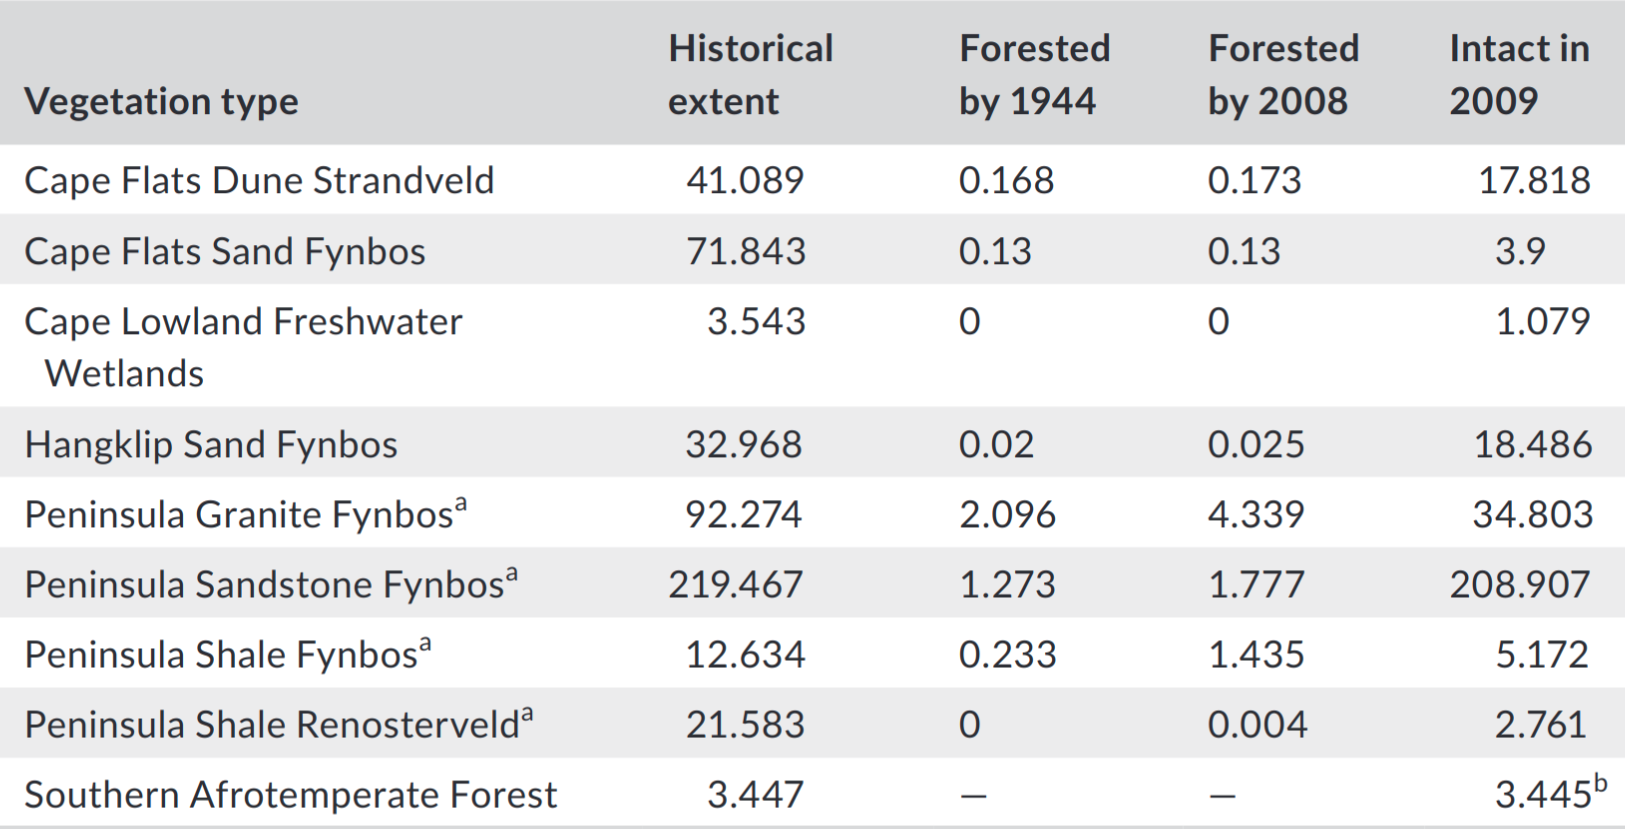 Vegetation type Historical extent Forested by 1944 Forested by 2008 Intact in 2009
Cape Flats Dune Strandveld 41.089 0.168 0.173 17.818
Cape Flats Sand Fynbos 71.843 0.13 0.13 3.9
Cape Lowland Freshwater 3.543 0 0 1.079
Wetlands
Hangklip Sand Fynbos 32.968 0.02 0.025 18.486
Peninsula Granite Fynbosᵃ 92.274 2.096 4.339 34.803
Peninsula Sandstone Fynbosᵃ 219.467 1.273 1.777 208.907
Peninsula Shale Fynbosᵃ 12.634 0.233 1.435 5.172
Peninsula Shale Renosterveldᵃ 21.583 0 0.004 2.761
Southern Afrotemperate Forest 3.447 — — 3.445ᵇ